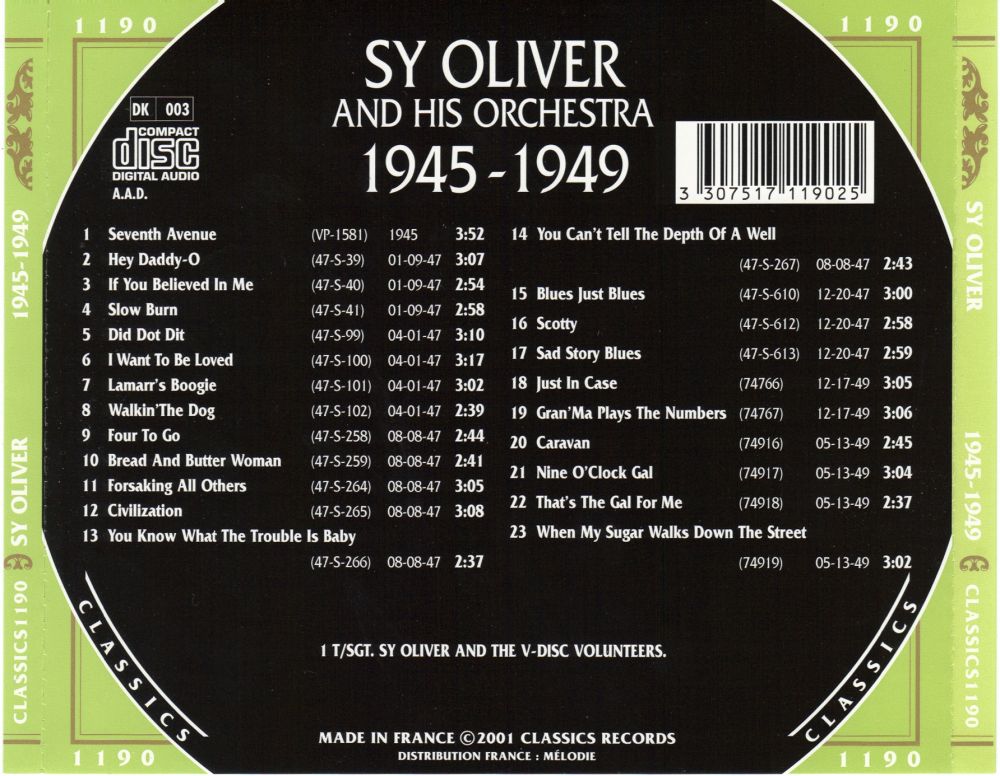 1190
1190
SY OLIVER
AND HIS ORCHESTRA
1945-1949
DK 003
COMPACT
disc
DIGITAL AUDIO
A.A.D.
3 307517 119025
1 Seventh Avenue (VP-1581) 1945 3:52
2 Hey Daddy-O (47-S-39) 01-09-47 3:07
3 If You Believed In Me (47-S-40) 01-09-47 2:54
4 Slow Burn (47-S-41) 01-09-47 2:58
5 Did Dot Dit (47-S-99) 04-01-47 3:10
6 I Want To Be Loved (47-S-100) 04-01-47 3:17
7 Lamarr's Boogie (47-S-101) 04-01-47 3:02
8 Walkin'The Dog (47-S-102) 04-01-47 2:39
9 Four To Go (47-S-258) 08-08-47 2:44
10 Bread And Butter Woman (47-S-259) 08-08-47 2:41
11 Forsaking All Others (47-S-264) 08-08-47 3:05
12 Civilization (47-S-265) 08-08-47 3:08
13 You Know What The Trouble Is Baby
(47-S-266) 08-08-47 2:37
14 You Can't Tell The Depth Of A Well
(47-S-267) 08-08-47 2:43
15 Blues Just Blues (47-S-610) 12-20-47 3:00
16 Scotty (47-S-612) 12-20-47 2:58
17 Sad Story Blues (47-S-613) 12-20-47 2:59
18 Just In Case (74766) 12-17-49 3:05
19 Gran'Ma Plays The Numbers (74767) 12-17-49 3:06
20 Caravan (74916) 05-13-49 2:45
21 Nine O'Clock Gal (74917) 05-13-49 3:04
22 That's The Gal For Me (74918) 05-13-49 2:37
23 When My Sugar Walks Down The Street
(74919) 05-13-49 3:02
1 T/SGT. SY OLIVER AND THE V-DISC VOLUNTEERS.
MADE IN FRANCE ©2001 CLASSICS RECORDS
DISTRIBUTION FRANCE : MÉLODIE
CLASSICS
CLASSICS
1190
1190
CLASSICS1190 SY OLIVER 1945-1949
SY OLIVER 1945-1949 CLASSICS1190